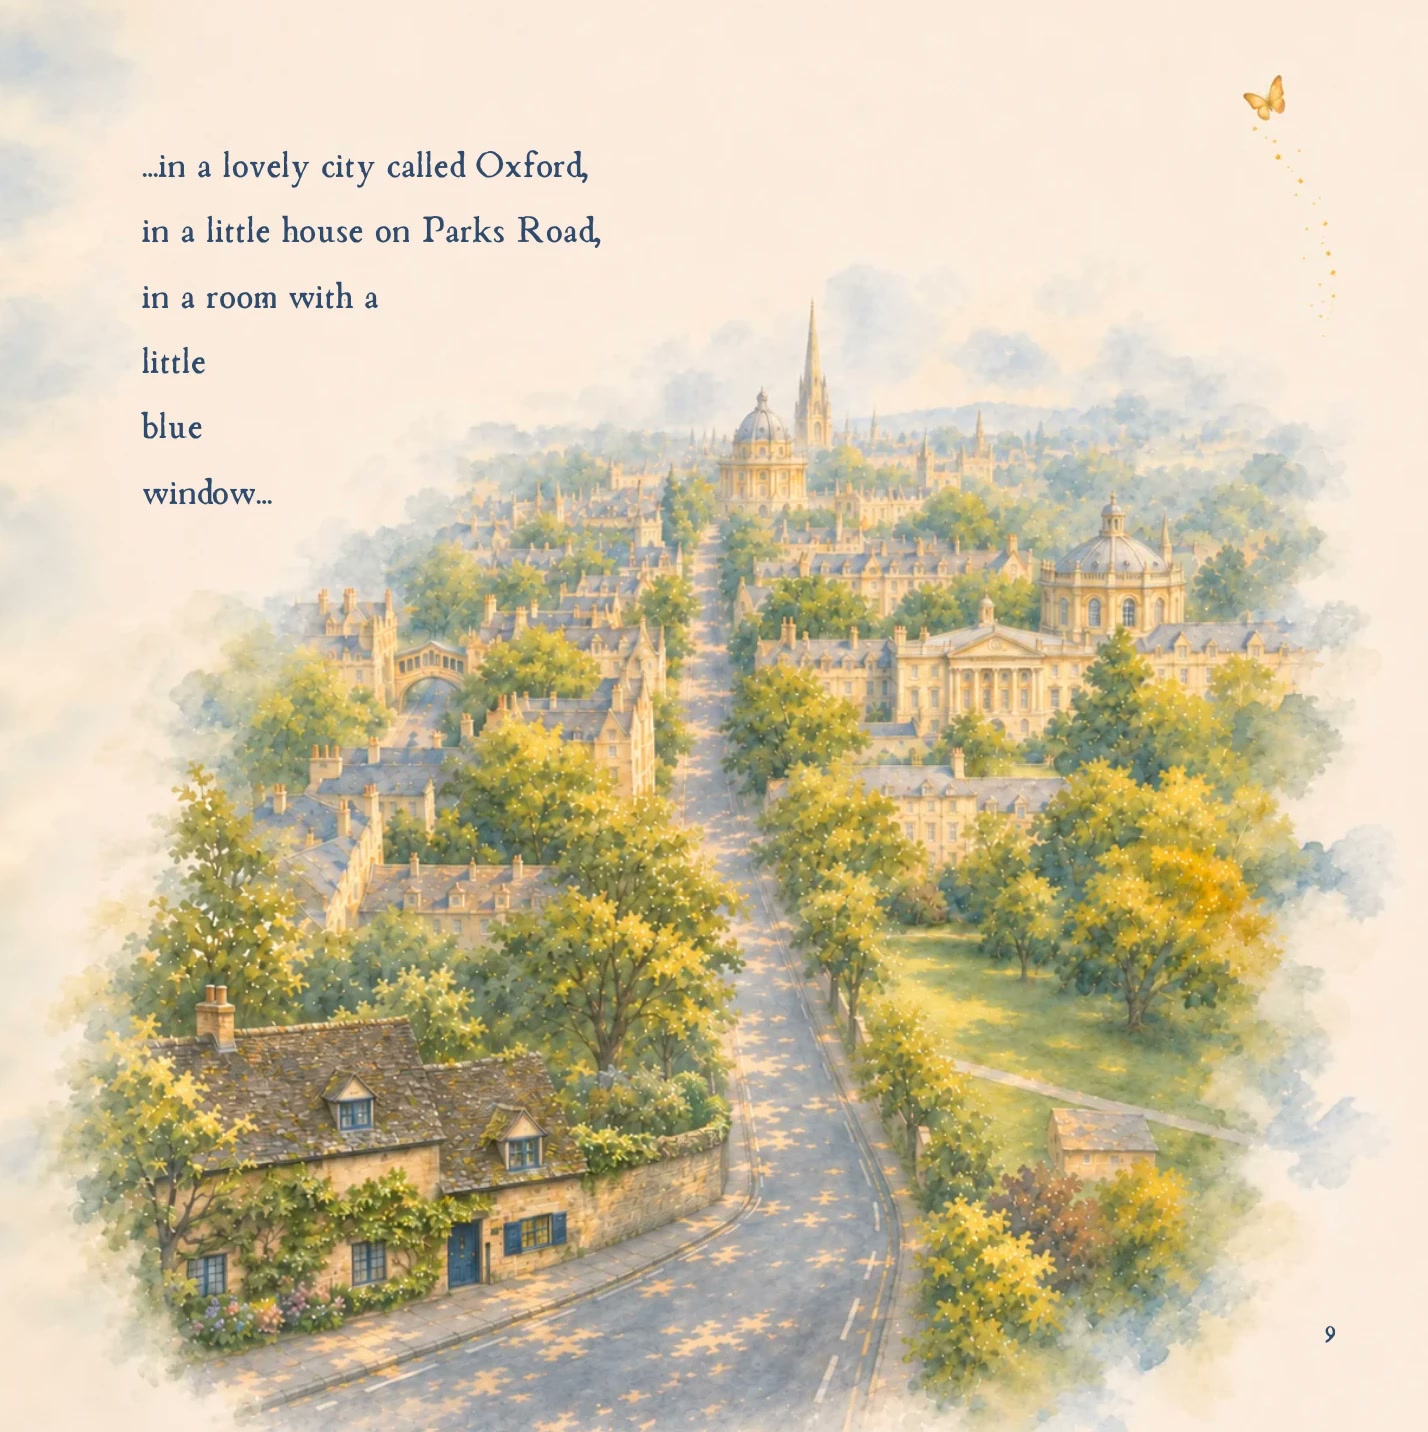 ...in a lovely city called Oxford,
in a little house on Parks Road,
in a room with a
little
blue
window...
9